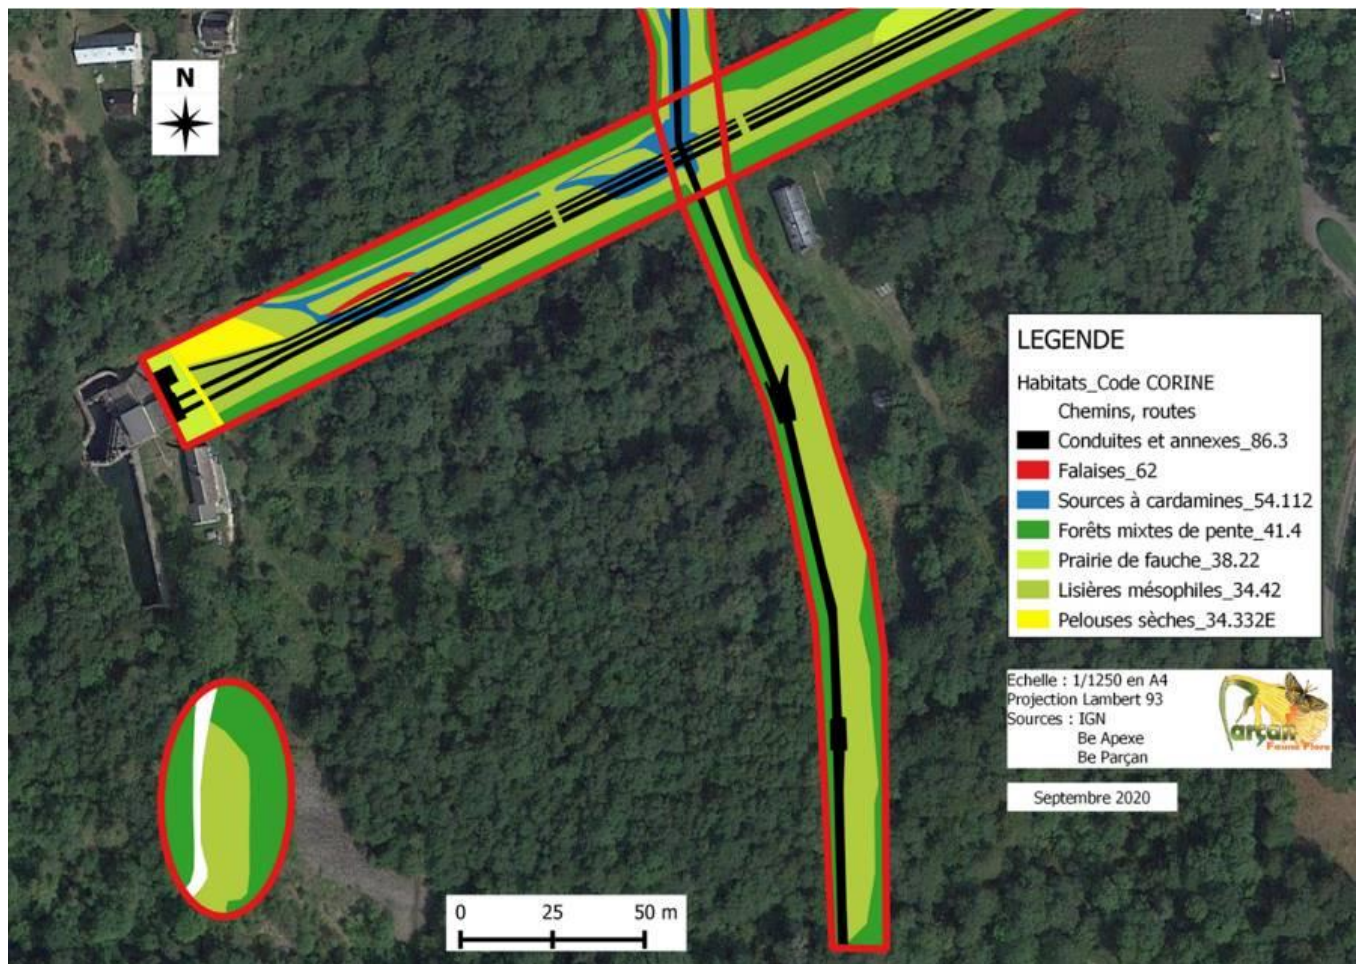 N
LEGENDE
Habitats_Code CORINE
Chemins, routes
Conduites et annexes_86.3
Falaises_62
Sources à cardamines_54.112
Forêts mixtes de pente_41.4
Prairie de fauche_38.22
Lisières mésophiles_34.42
Pelouses sèches_34.332E
Echelle : 1/1250 en A4
Projection Lambert 93
Sources : IGN
Be Apexe
Be Parçan
Parçan
Faune Flore
Septembre 2020
0 25 50 m